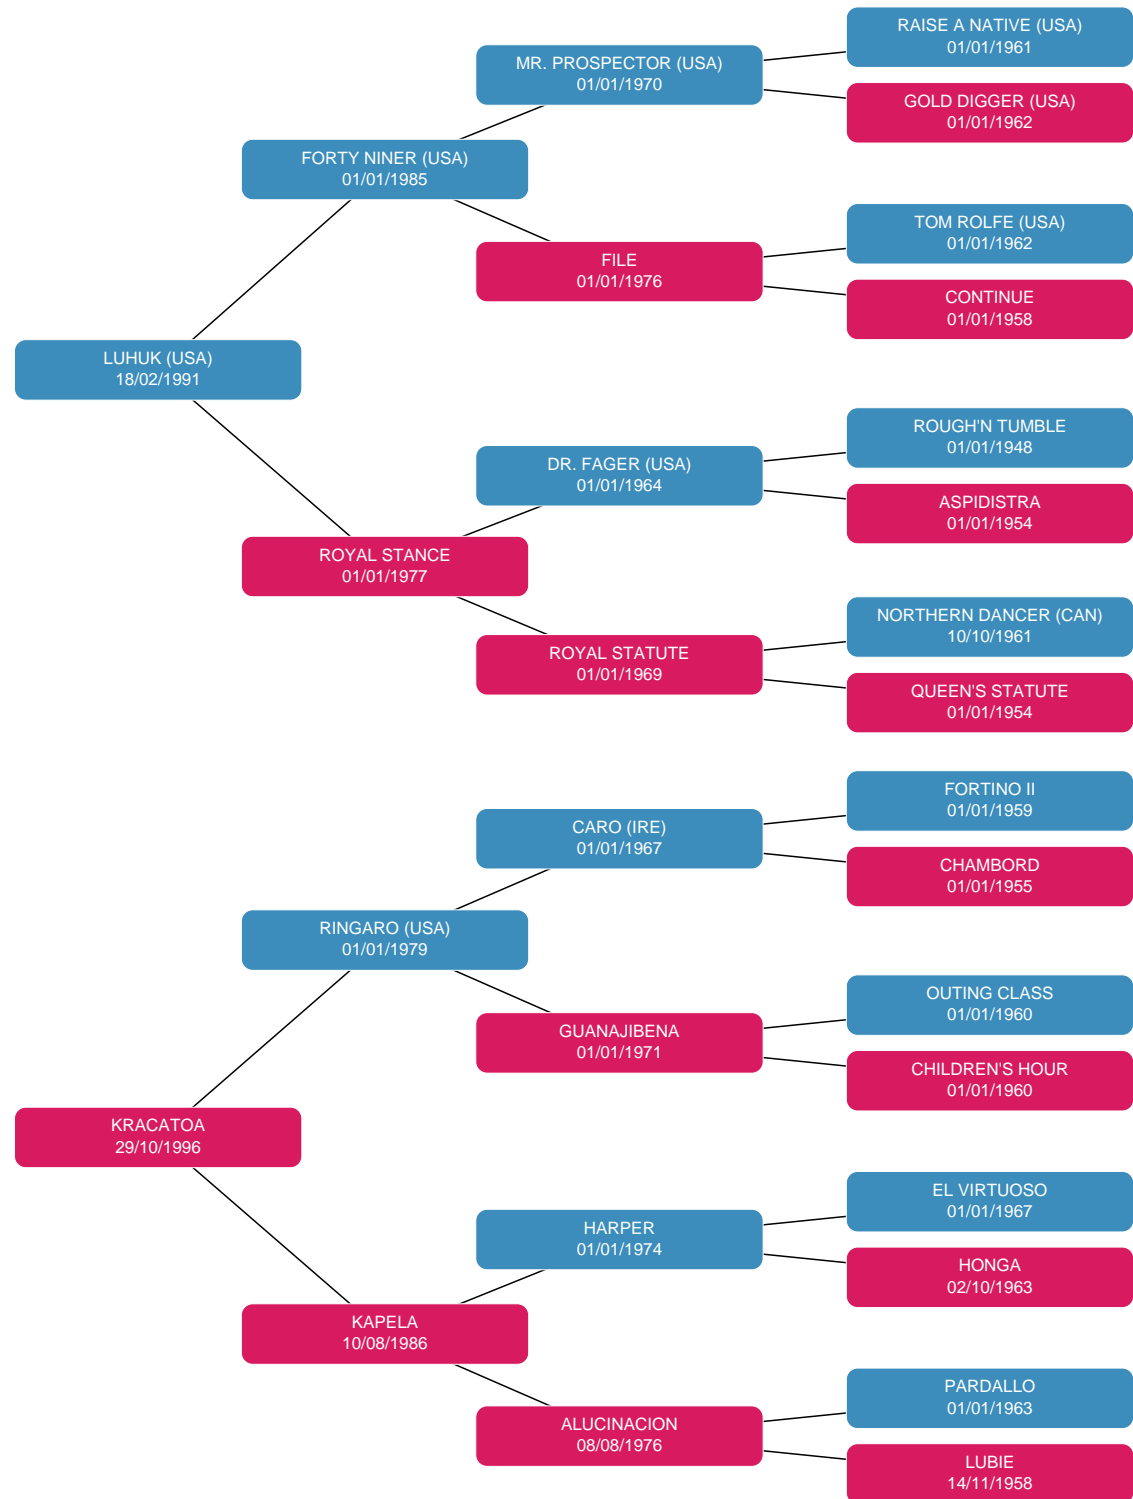 RAISE A NATIVE (USA)
01/01/1961
MR. PROSPECTOR (USA)
01/01/1970
GOLD DIGGER (USA)
01/01/1962
FORTY NINER (USA)
01/01/1985
TOM ROLFE (USA)
01/01/1962
FILE
01/01/1976
CONTINUE
01/01/1958
LUHUK (USA)
18/02/1991
ROUGH'N TUMBLE
01/01/1948
DR. FAGER (USA)
01/01/1964
ASPIDISTRA
01/01/1954
ROYAL STANCE
01/01/1977
NORTHERN DANCER (CAN)
10/10/1961
ROYAL STATUTE
01/01/1969
QUEEN'S STATUTE
01/01/1954
FORTINO II
01/01/1959
CARO (IRE)
01/01/1967
CHAMBORD
01/01/1955
RINGARO (USA)
01/01/1979
OUTING CLASS
01/01/1960
GUANAJIBENA
01/01/1971
CHILDREN'S HOUR
01/01/1960
KRACATOA
29/10/1996
EL VIRTUOSO
01/01/1967
HARPER
01/01/1974
HONGA
02/10/1963
KAPELA
10/08/1986
PARDALLO
01/01/1963
ALUCINACION
08/08/1976
LUBIE
14/11/1958